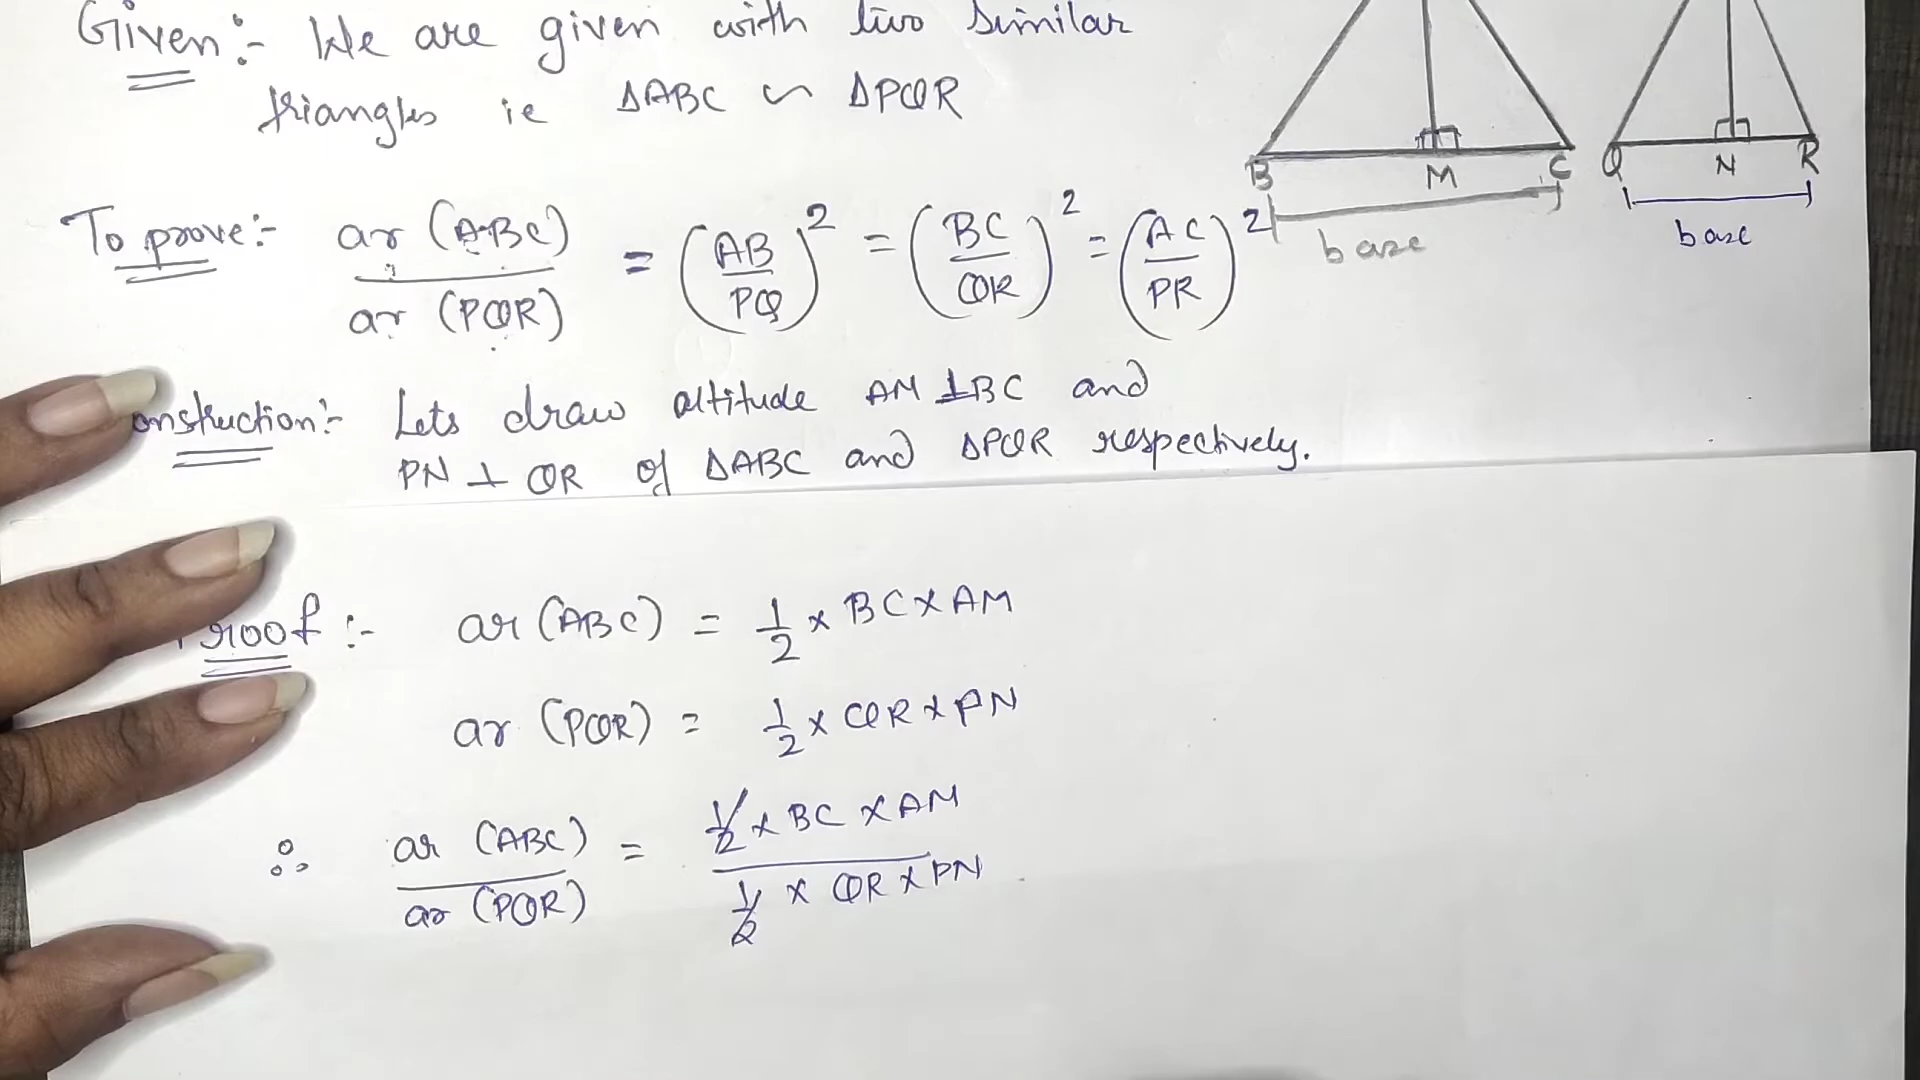 Given:- We are given with two similar
triangles ie ΔABC ∽ ΔPQR
B M C
Q N R
base
base
To prove:- ar (ABC) / ar (PQR) = (AB/PQ)² = (BC/QR)² = (AC/PR)²
onstruction:- Lets draw altitude AM ⊥ BC and
PN ⊥ QR of ΔABC and ΔPQR respectively.
roof :- ar (ABC) = 1/2 × BC × AM
ar (PQR) = 1/2 × QR × PN
∴ ar (ABC) / ar (PQR) = 1/2 × BC × AM / 1/2 × QR × PN